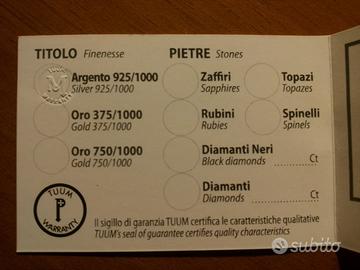 TITOLO Finenesse
PIETRE Stones
Argento 925/1000
Silver 925/1000
Oro 375/1000
Gold 375/1000
Oro 750/1000
Gold 750/1000
Zaffiri
Sapphires
Topazi
Topazes
Rubini
Rubies
Spinelli
Spinels
Diamanti Neri
Black diamonds ............Ct
Diamanti
Diamonds ............Ct
TUUM
WARRANTY
Il sigillo di garanzia TUUM certifica le caratteristiche qualitative
TUUM's seal of guarantee certifies quality characteristics
subito